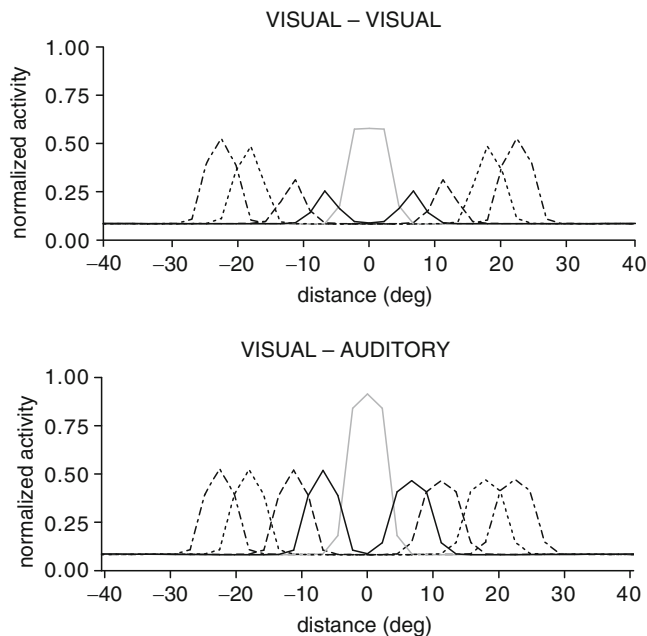 VISUAL – VISUAL
normalized activity
1.00
0.75
0.50
0.25
0.00
−40 −30 −20 −10 0 10 20 30 40
distance (deg)
VISUAL – AUDITORY
normalized activity
1.00
0.75
0.50
0.25
0.00
−40 −30 −20 −10 0 10 20 30 40
distance (deg)